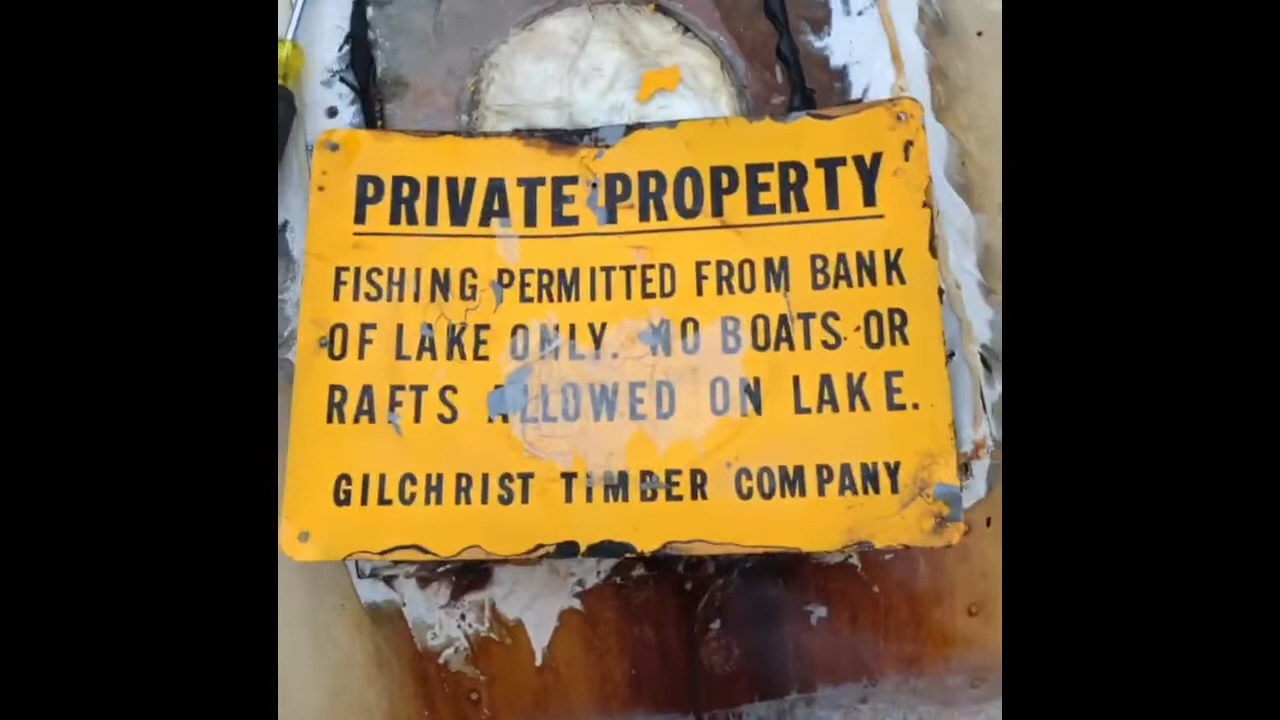 PRIVATE PROPERTY
FISHING PERMITTED FROM BANK
OF LAKE ONLY. NO BOATS OR
RAFTS ALLOWED ON LAKE.
GILCHRIST TIMBER COMPANY